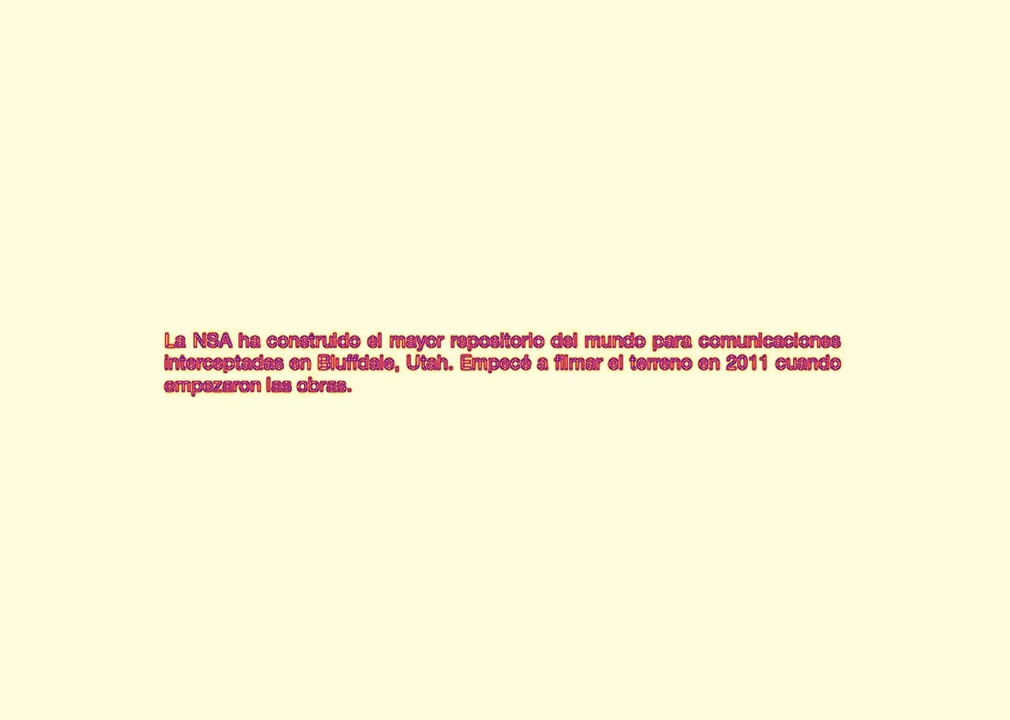 La NSA ha construido el mayor repositorio del mundo para comunicaciones
interceptadas en Bluffdale, Utah. Empecé a filmar el terreno en 2011 cuando
empezaron las obras.